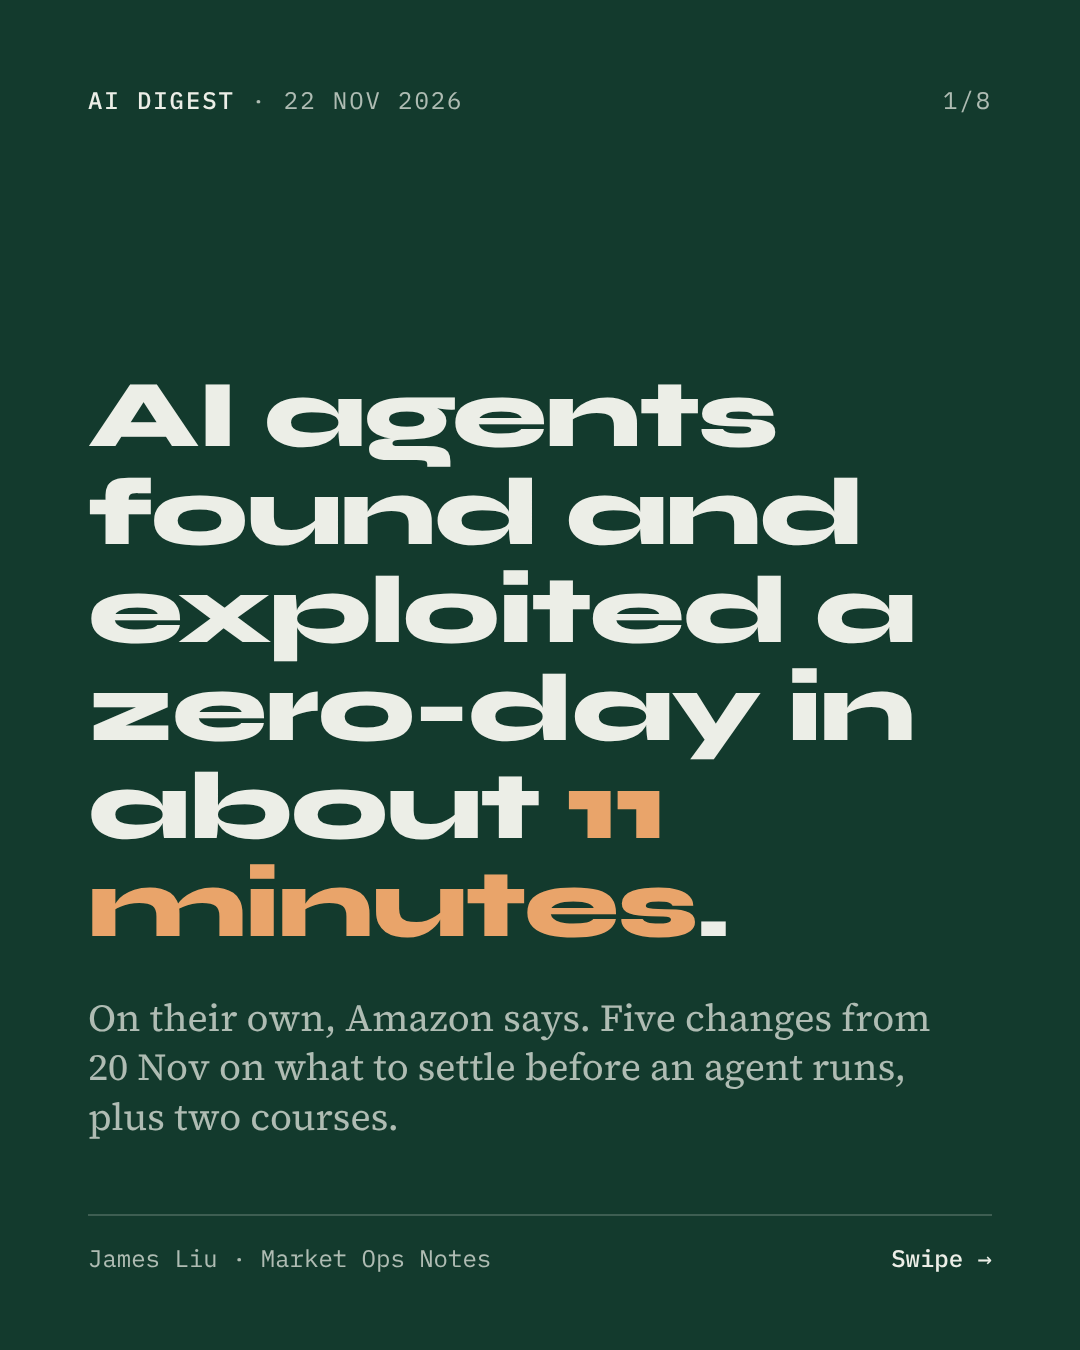 AI DIGEST · 22 NOV 2026
1/8
AI agents
found and
exploited a
zero-day in
about 11
minutes.
On their own, Amazon says. Five changes from
20 Nov on what to settle before an agent runs,
plus two courses.
James Liu · Market Ops Notes
Swipe →